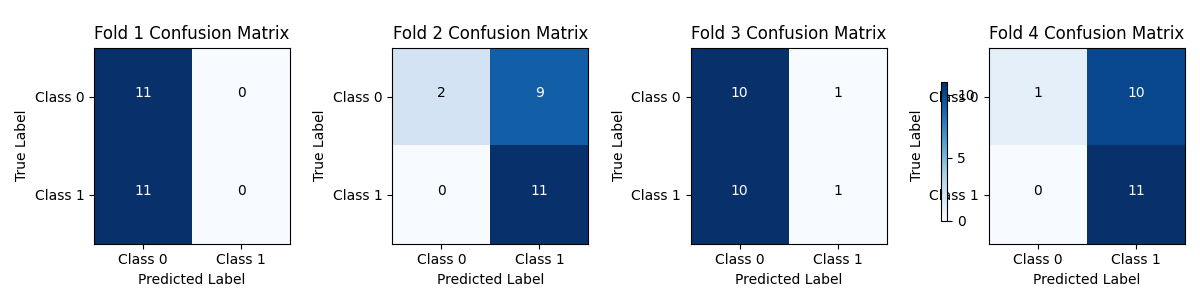 Fold 1 Confusion Matrix
True Label
Class 0
Class 1
11
0
11
0
Class 0
Class 1
Predicted Label
Fold 2 Confusion Matrix
True Label
Class 0
Class 1
2
9
0
11
Class 0
Class 1
Predicted Label
Fold 3 Confusion Matrix
True Label
Class 0
Class 1
10
1
10
1
Class 0
Class 1
Predicted Label
Fold 4 Confusion Matrix
True Label
Class 0
Class 1
10
5
0
1
10
0
11
Class 0
Class 1
Predicted Label